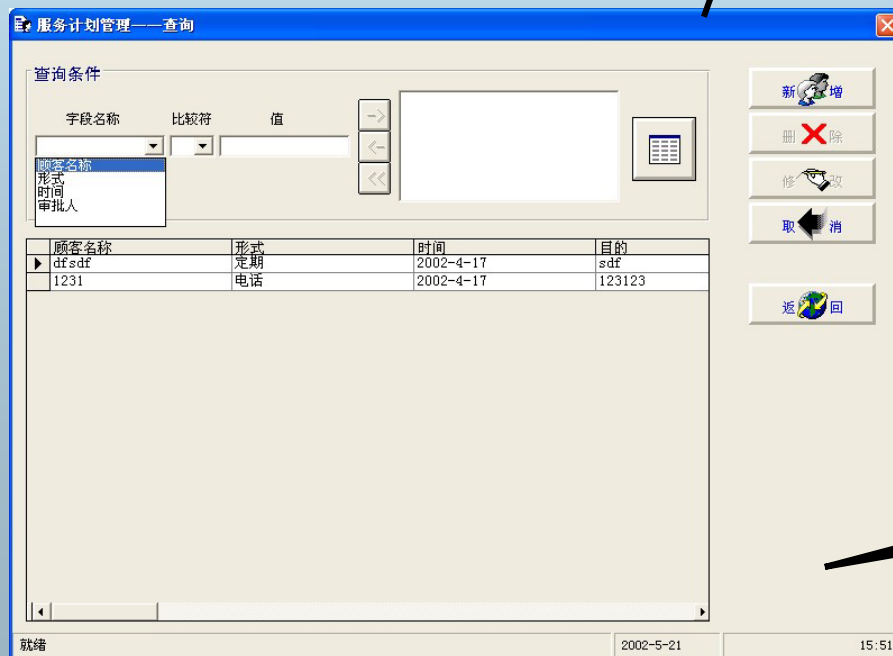 服务计划管理——查询
查询条件
字段名称 比较符 值
->
<-
<<
顾客名称
形式
时间
审批人
新增
删除
修改
取消
返回
顾客名称 形式 时间 目的
dfsdf 定期 2002-4-17 sdf
1231 电话 2002-4-17 123123
就绪 2002-5-21 15:51